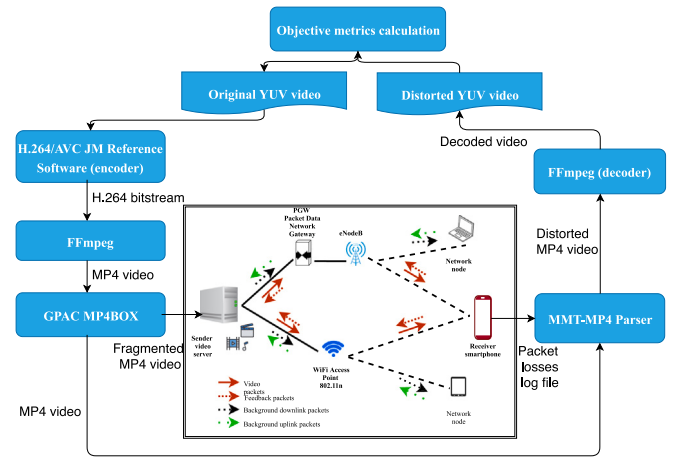 Objective metrics calculation
Original YUV video
Distorted YUV video
Decoded video
H.264/AVC JM Reference
Software (encoder)
FFmpeg (decoder)
H.264 bitstream
PGW
Packet Data
Network
Gateway
eNodeB
FFmpeg
Distorted
MP4 video
Network
node
MP4 video
GPAC MP4BOX
MMT-MP4 Parser
Sender
video
server
Receiver
smartphone
Fragmented
MP4 video
Packet
losses
log file
WiFi Access
Point
802.11n
Video
packets
Feedback packets
Background downlink packets
Background uplink packets
Network
node
MP4 video